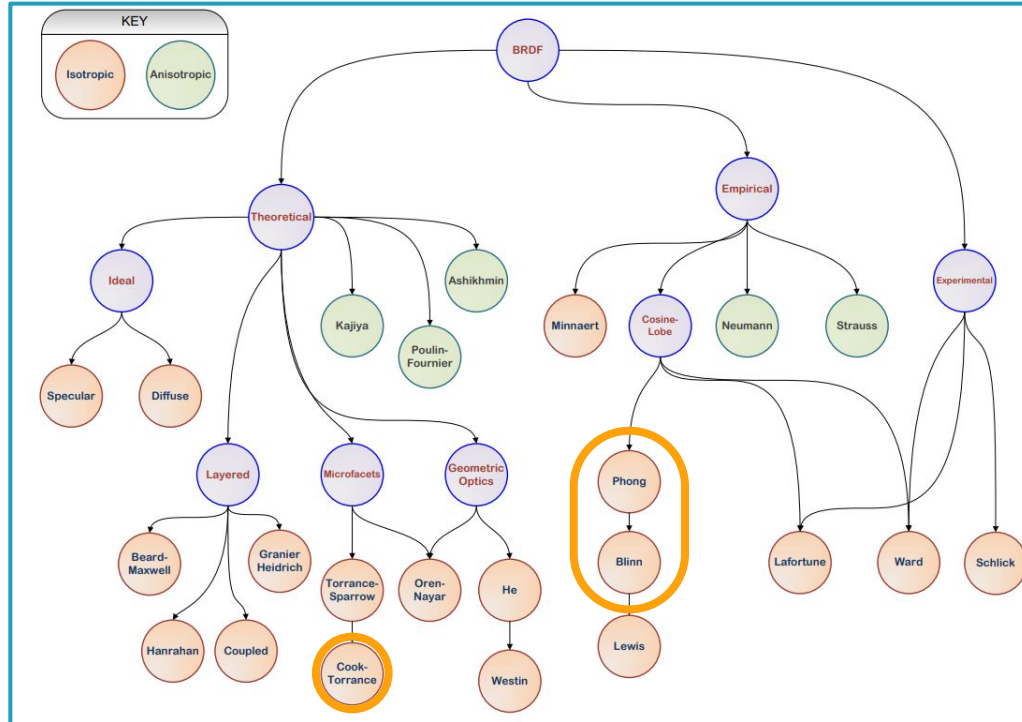 KEY
Isotropic
Anisotropic
BRDF
Theoretical
Empirical
Ideal
Ashikhmin
Experimental
Kajiya
Poulin-
Fournier
Minnaert
Cosine-
Lobe
Neumann
Strauss
Specular
Diffuse
Layered
Microfacets
Geometric
Optics
Phong
Beard-
Maxwell
Granier
Heidrich
Torrance-
Sparrow
Oren-
Nayar
He
Blinn
Lafortune
Ward
Schlick
Hanrahan
Coupled
Cook-
Torrance
Westin
Lewis